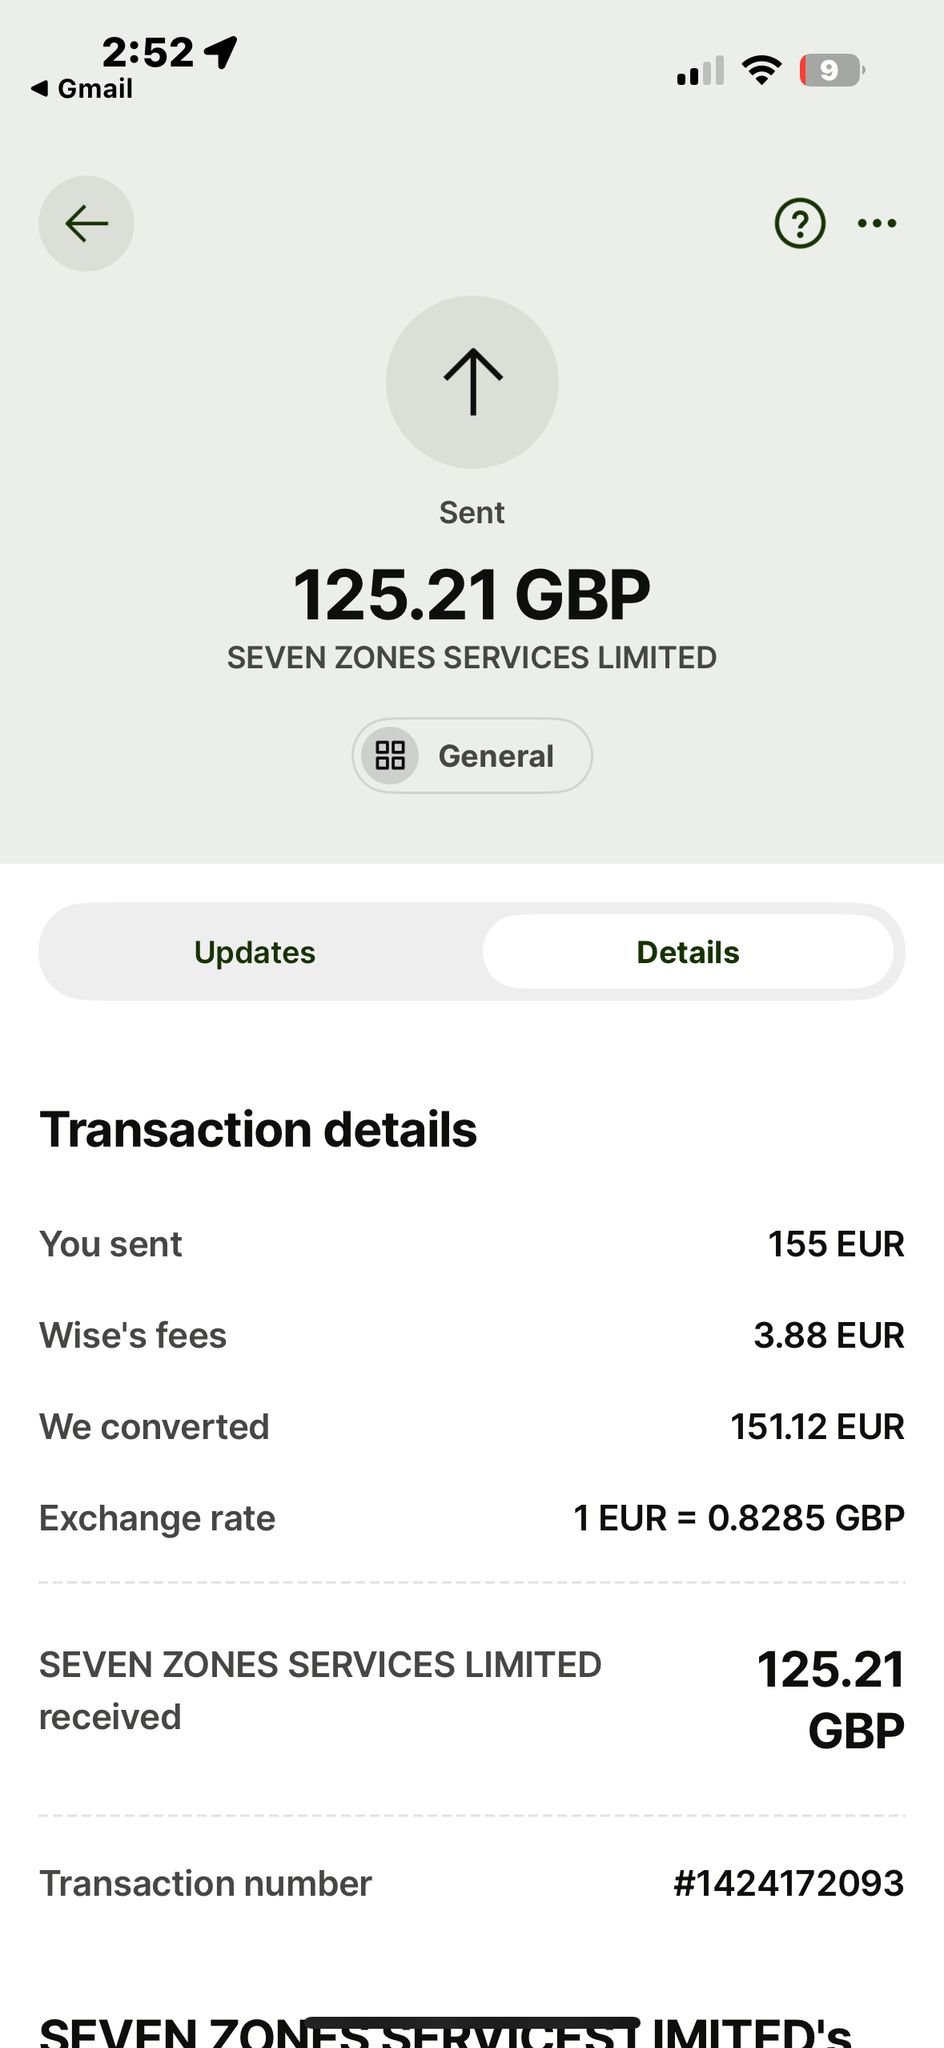 2:52
◀ Gmail
9
Sent
125.21 GBP
SEVEN ZONES SERVICES LIMITED
General
Updates
Details
Transaction details
You sent
155 EUR
Wise's fees
3.88 EUR
We converted
151.12 EUR
Exchange rate
1 EUR = 0.8285 GBP
SEVEN ZONES SERVICES LIMITED
received
125.21
GBP
Transaction number
#1424172093
SEVEN ZONES SERVICES LIMITED's